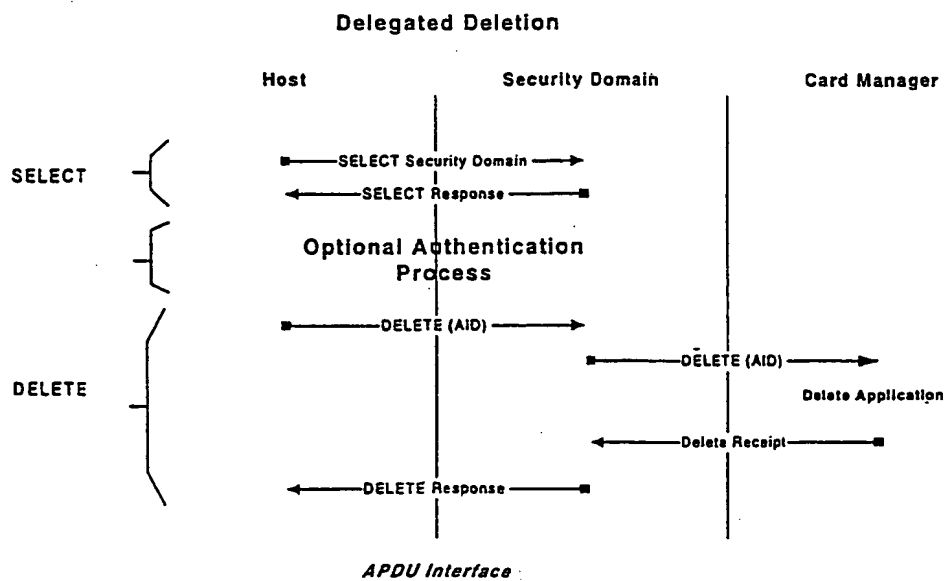 Delegated Deletion
Host Security Domain Card Manager
SELECT
SELECT Security Domain
SELECT Response
Optional Authentication
Process
DELETE (AID)
DELETE (AID)
DELETE
Delete Application
Delete Receipt
DELETE Response
APDU Interface